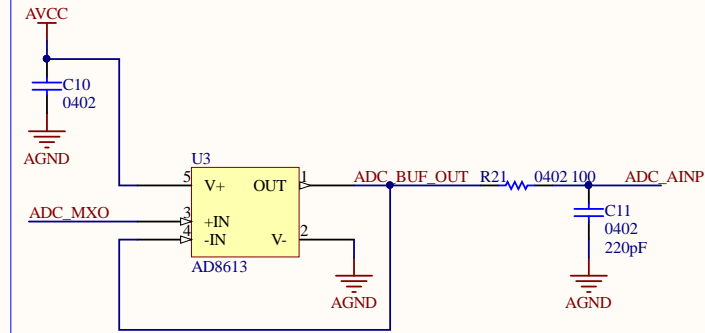 AVCC
C10
0402
AGND
U3
5 V+ OUT 1
ADC_BUF_OUT R21 0402 100 ADC_AINP
ADC_MXO 3 +IN
4 -IN V- 2
C11
0402
220pF
AD8613
AGND
AGND